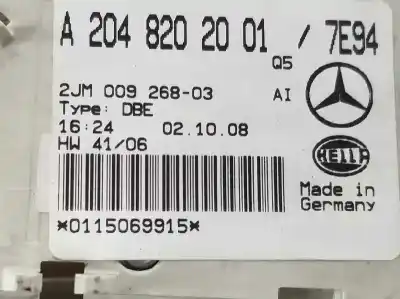 A 204 820 20 01 / 7E94
Q5
2JM 009 268-03 AI
Type: DBE
16:24 02.10.08
HW 41/06
HELLA
Made in
Germany
*0115069915*